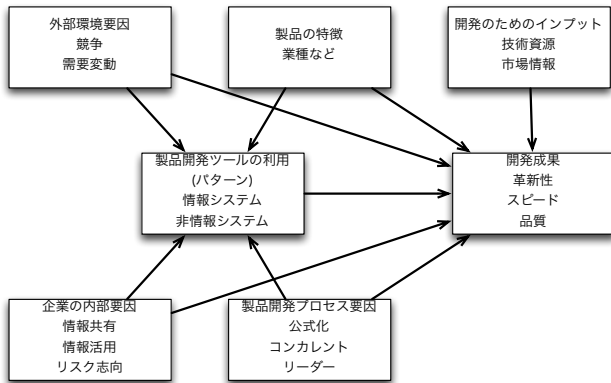 外部環境要因
競争
需要変動
製品の特徴
業種など
開発のためのインプット
技術資源
市場情報
製品開発ツールの利用
(パターン)
情報システム
非情報システム
開発成果
革新性
スピード
品質
企業の内部要因
情報共有
情報活用
リスク志向
製品開発プロセス要因
公式化
コンカレント
リーダー